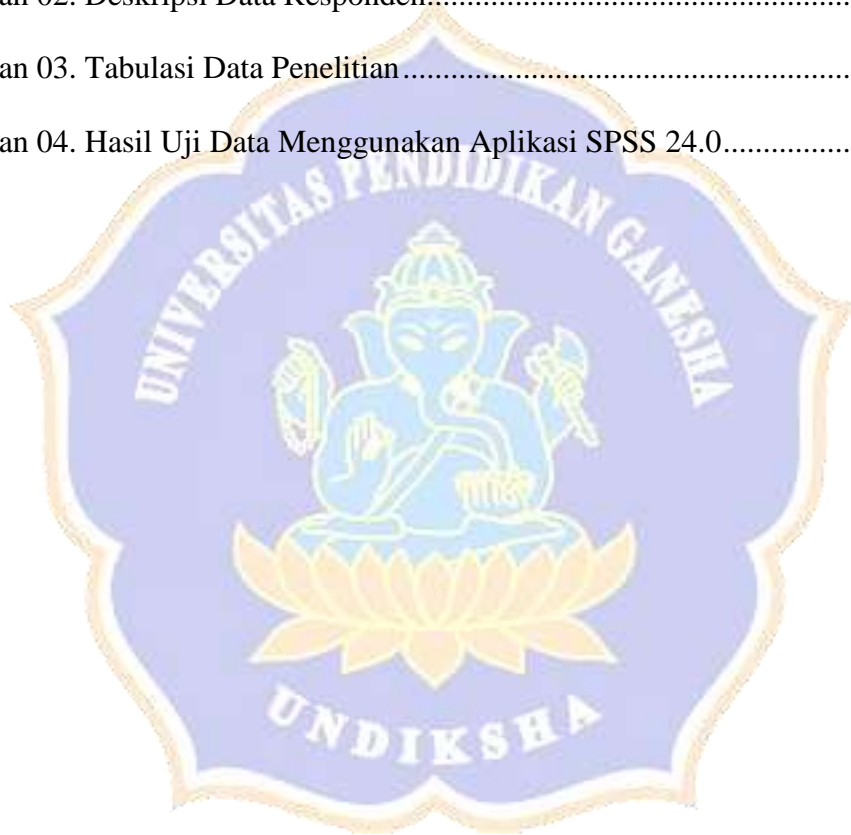 an 02. Deskripsi Data Responden............................................................
an 03. Tabulasi Data Penelitian............................................................
an 04. Hasil Uji Data Menggunakan Aplikasi SPSS 24.0................
UNIVERSITAS PENDIDIKAN GANESHA
UNDIKSHA